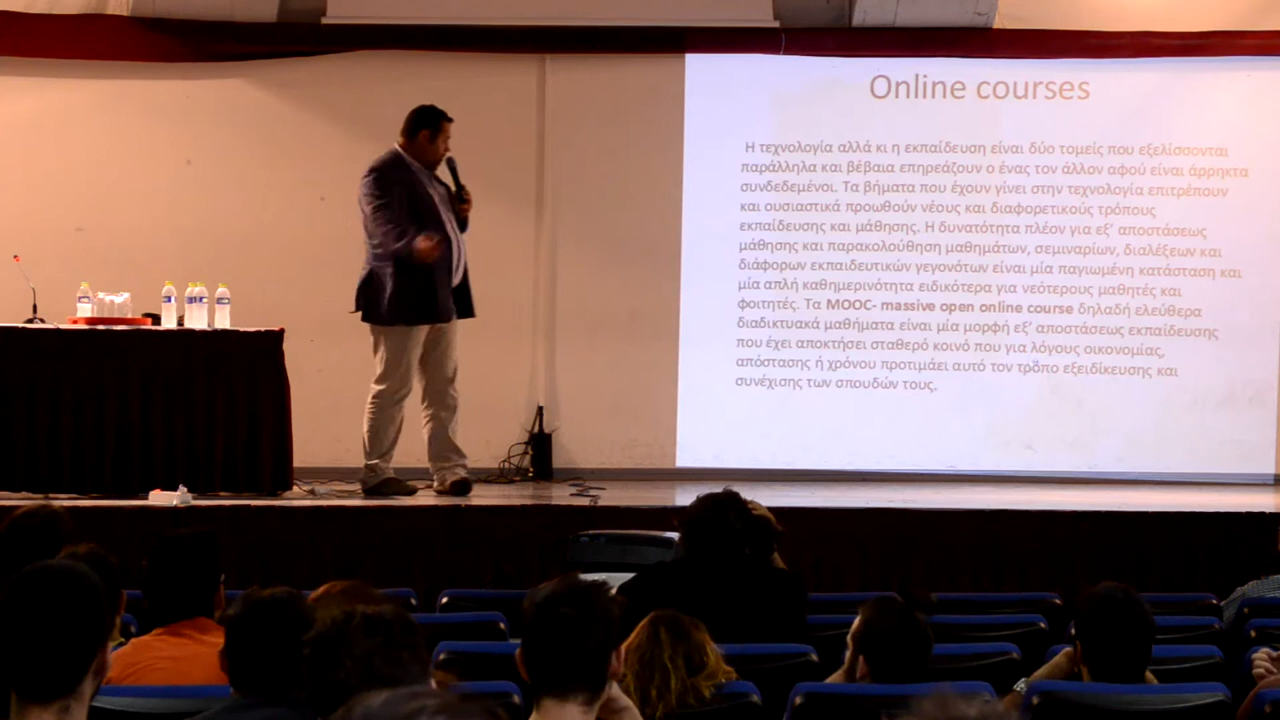 Online courses
Η τεχνολογία αλλά κι η εκπαίδευση είναι δύο τομείς που εξελίσσονται
παράλληλα και βέβαια επηρεάζουν ο ένας τον άλλον αφού είναι άρρηκτα
συνδεδεμένοι. Τα βήματα που έχουν γίνει στην τεχνολογία επιτρέπουν
και ουσιαστικά προωθούν νέους και διαφορετικούς τρόπους
εκπαίδευσης και μάθησης. Η δυνατότητα πλέον για εξ’ αποστάσεως
μάθησης και παρακολούθηση μαθημάτων, σεμιναρίων, διαλέξεων και
διάφορων εκπαιδευτικών γεγονότων είναι μία παγιωμένη κατάσταση και
μία απλή καθημερινότητα ειδικότερα για νεότερους μαθητές και
φοιτητές. Τα MOOC- massive open online course δηλαδή ελεύθερα
διαδικτυακά μαθήματα είναι μία μορφή εξ’ αποστάσεως εκπαίδευσης
που έχει αποκτήσει σταθερό κοινό που για λόγους οικονομίας,
απόστασης ή χρόνου προτιμάει αυτό τον τρόπο εξειδίκευσης και
συνέχισης των σπουδών τους.